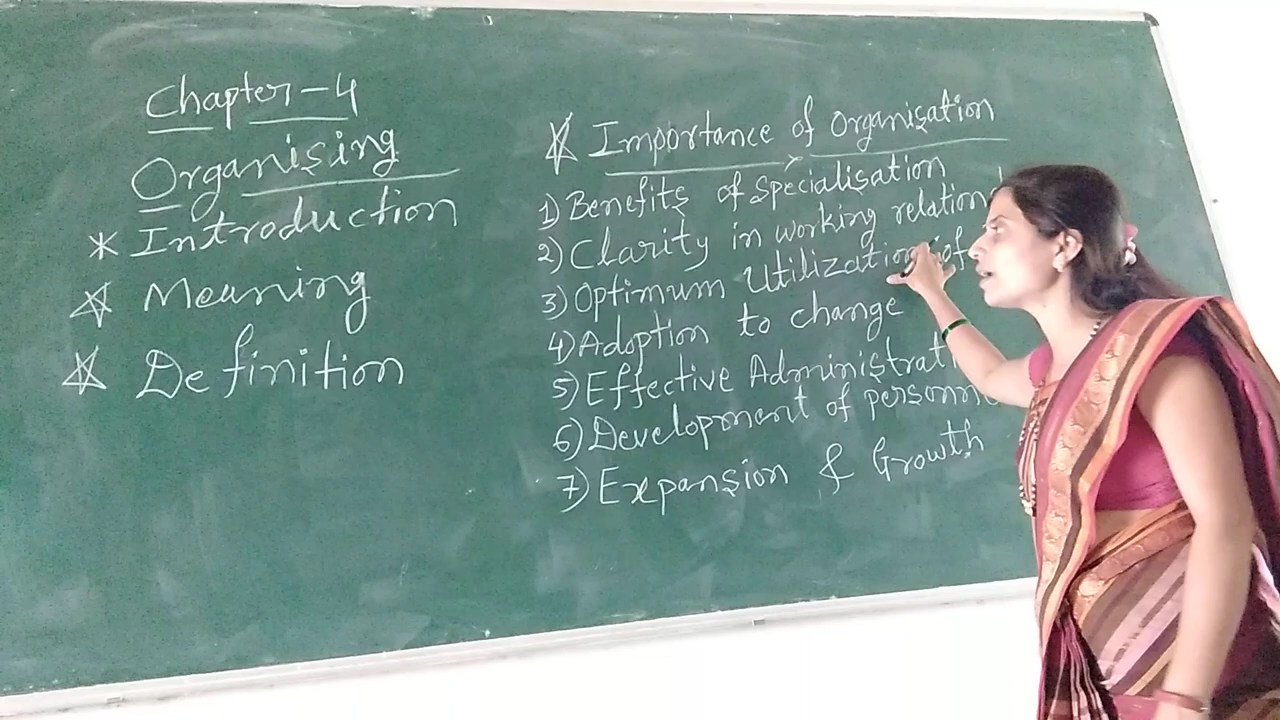 Chapter-4
Organising
* Introduction
☆ Meaning
☆ Definition
☆ Importance of Organisation
1) Benefits of Specialisation
2) Clarity in working relation
3) Optimum Utilization of
4) Adoption to change
5) Effective Administrat
6) Development of personn
7) Expansion & Growth